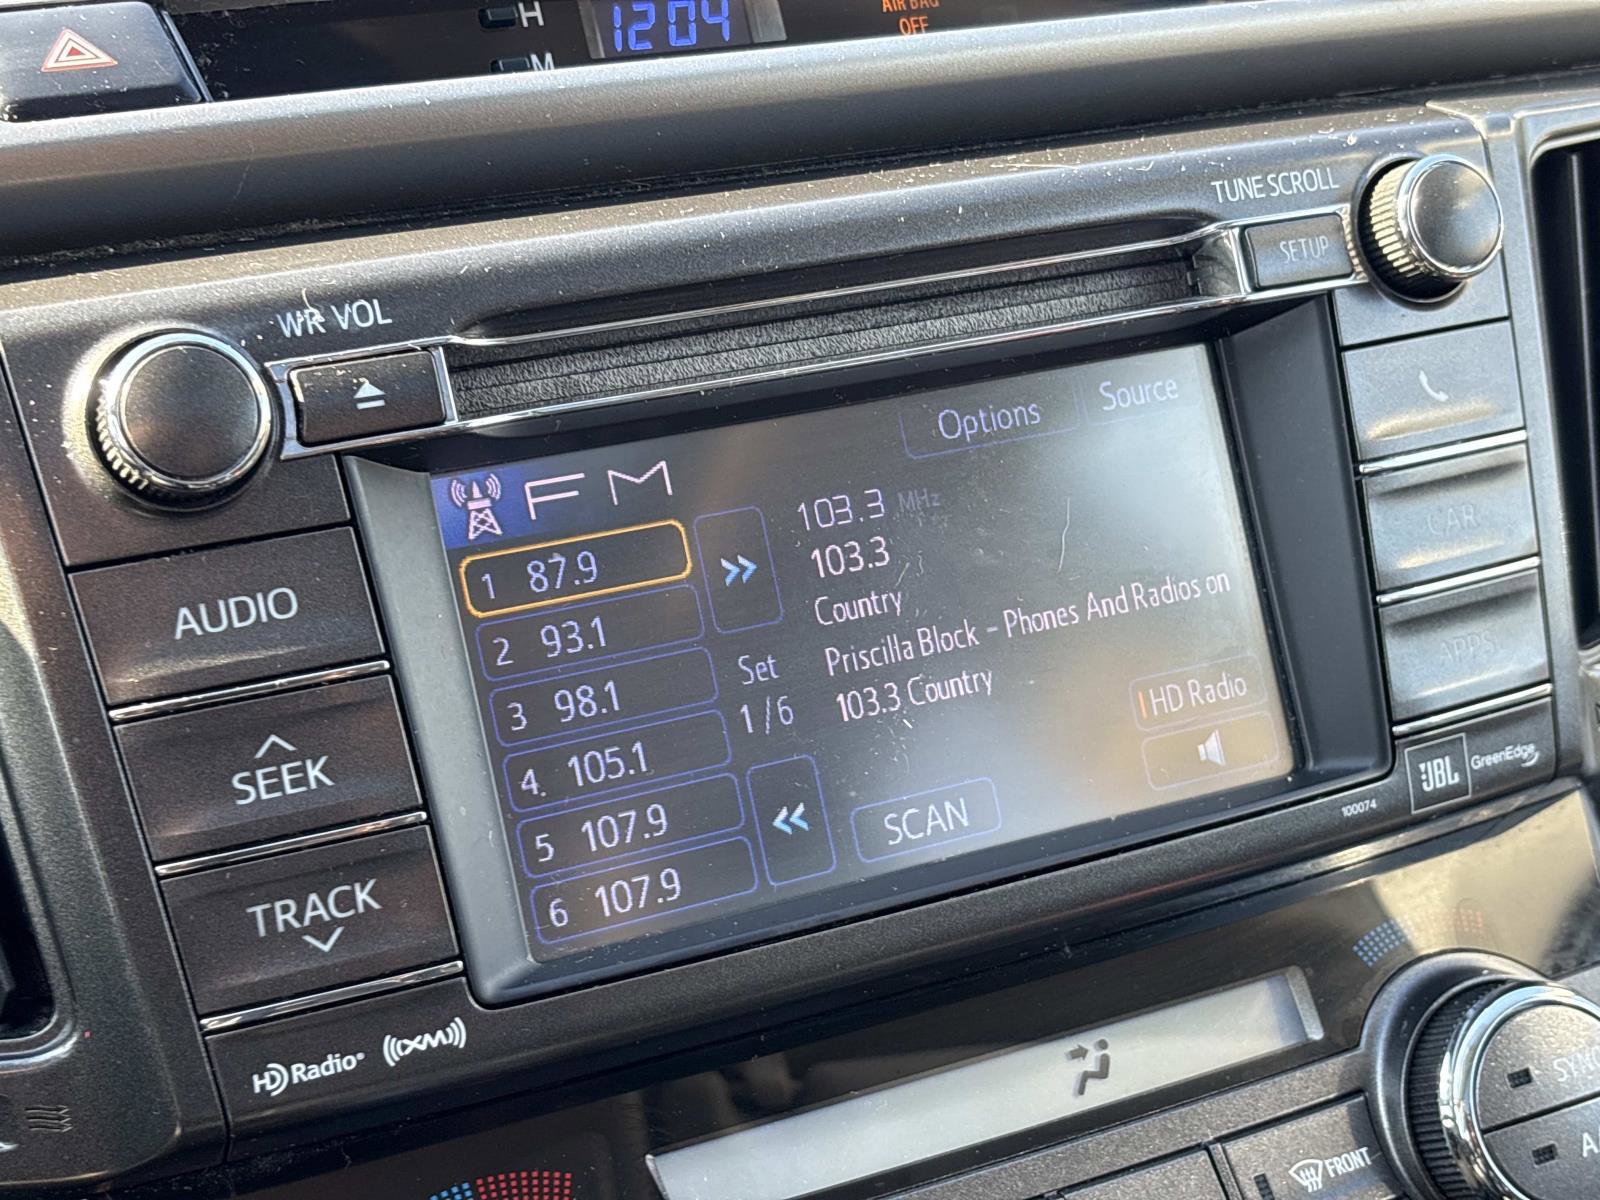 H
1204
AIR BAG
OFF
M
TUNE SCROLL
SETUP
WR VOL
Options
Source
FM
1 87.9
2 93.1
3 98.1
4 105.1
5 107.9
6 107.9
Set
1/6
103.3 MHz
103.3
Country
Priscilla Block - Phones And Radios on
103.3 Country
HD Radio
SCAN
AUDIO
SEEK
TRACK
CAR
APPS
JBL GreenEdge
100074
HD Radio
XM
FRONT